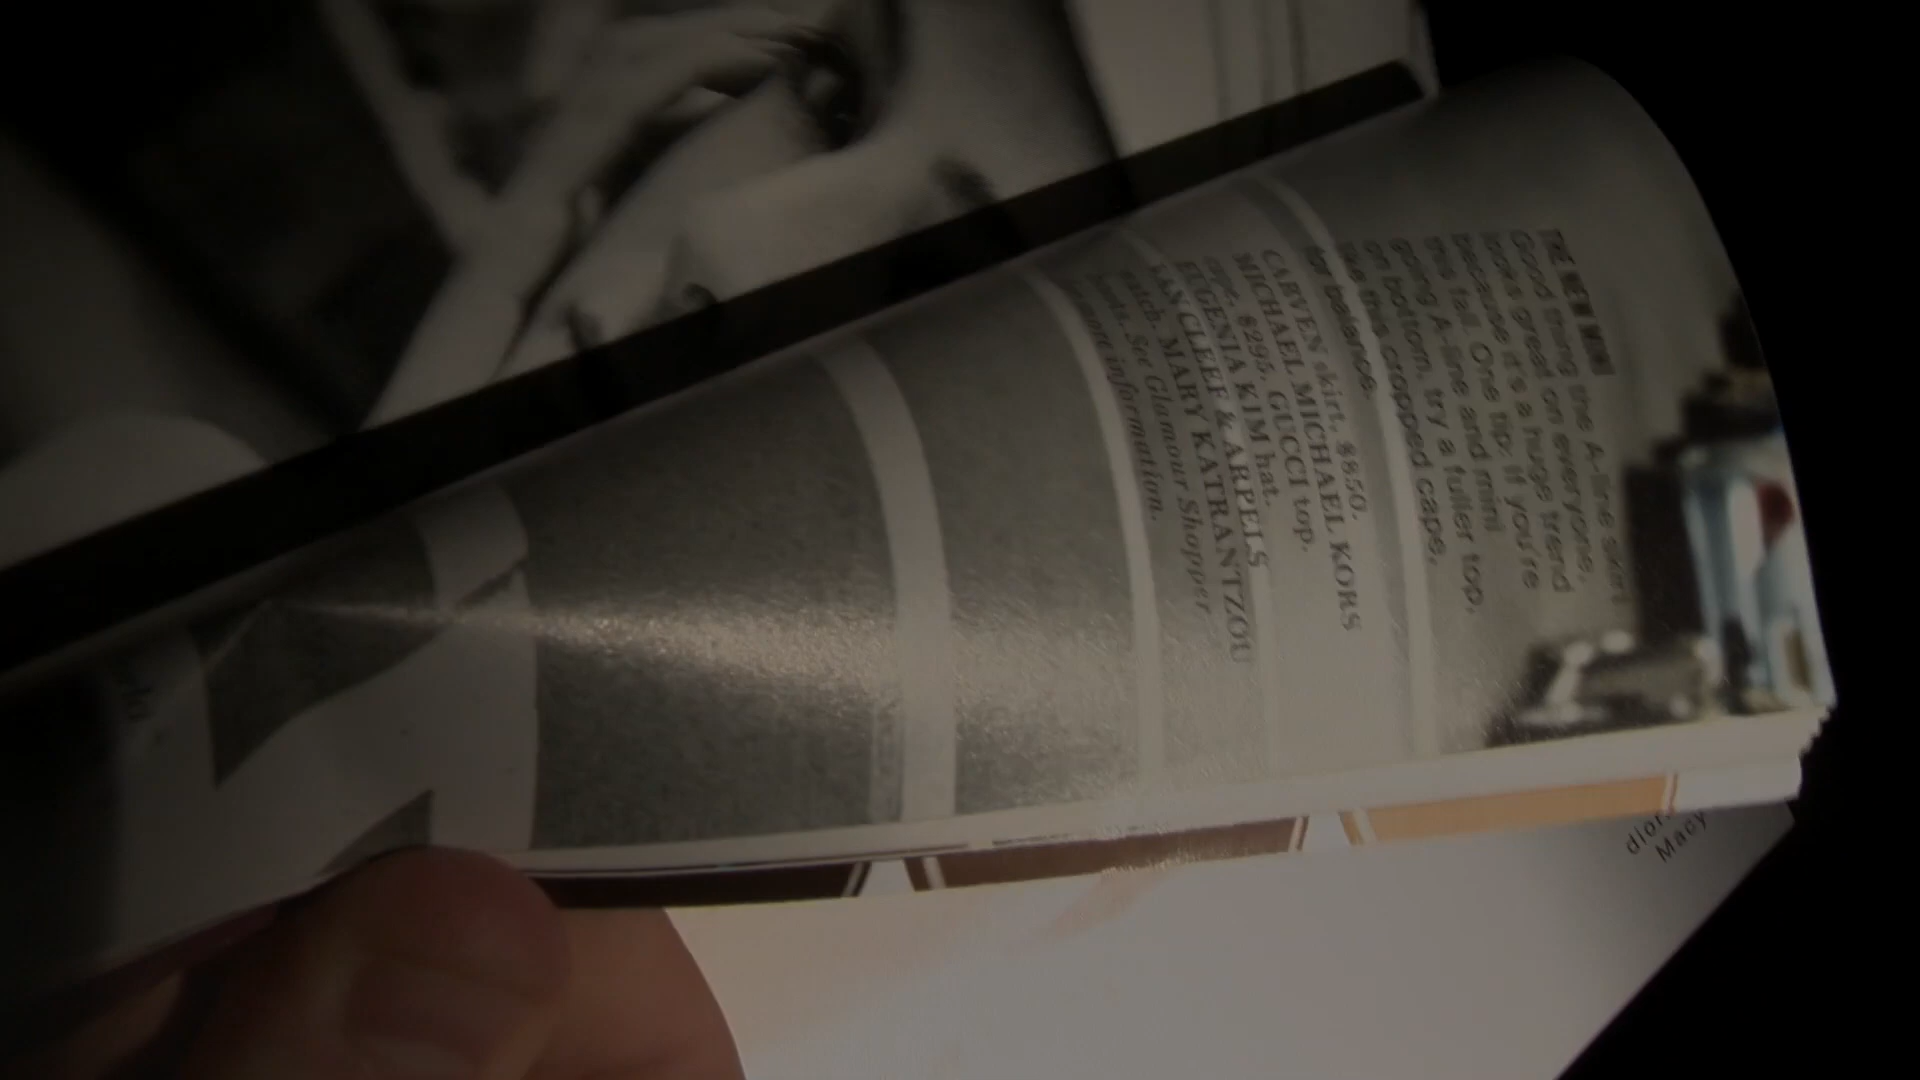 THE NEW MINI
Good thing the A-line skirt
looks great on everyone,
because it's a huge trend
this fall. One tip: If you're
going A-line and mini
on bottom, try a fuller top,
like this cropped cape,
for balance.
CARVEN skirt, $850.
MICHAEL MICHAEL KORS
cape, $295. GUCCI top.
EUGENIA KIM hat.
VAN CLEEF & ARPELS
watch. MARY KATRANTZOU
boots. See Glamour Shopper
more information.
dior.
Macy